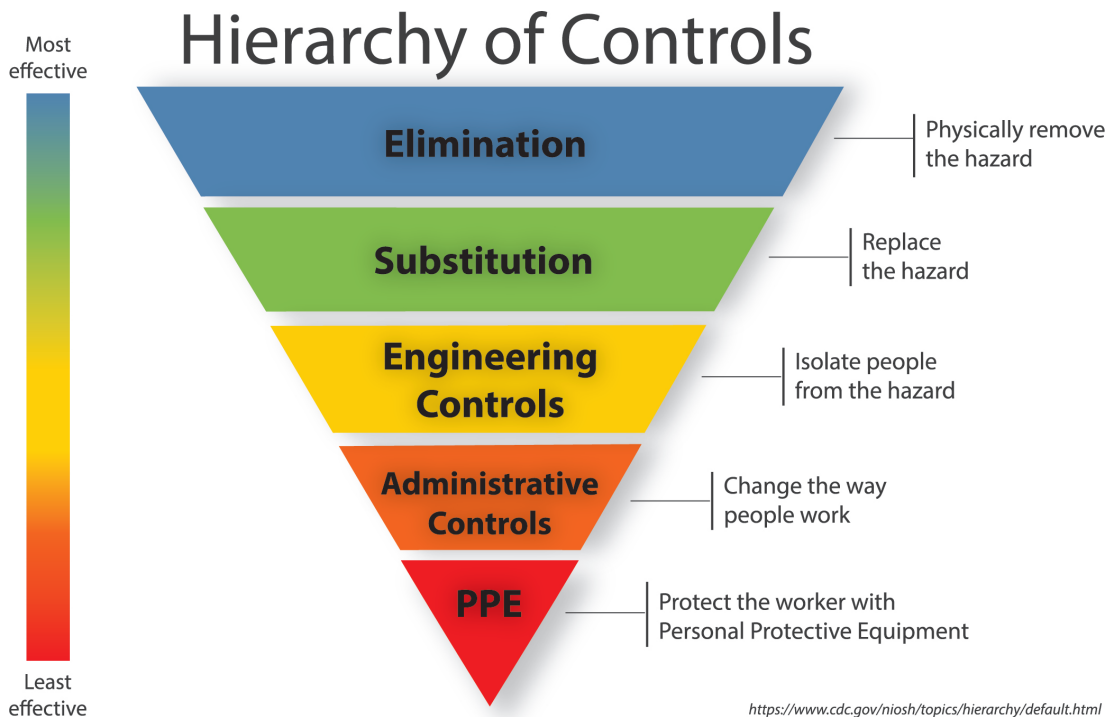 Hierarchy of Controls
Most
effective
Elimination
Physically remove
the hazard
Substitution
Replace
the hazard
Engineering
Controls
Isolate people
from the hazard
Administrative
Controls
Change the way
people work
PPE
Protect the worker with
Personal Protective Equipment
Least
effective
https://www.cdc.gov/niosh/topics/hierarchy/default.html